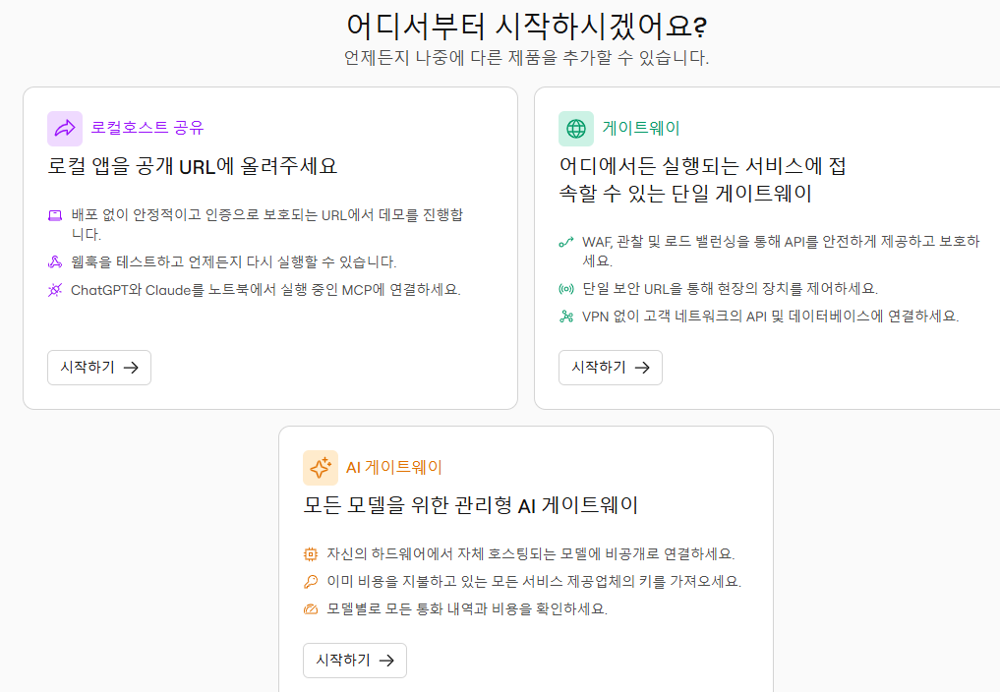 어디서부터 시작하시겠어요?
언제든지 나중에 다른 제품을 추가할 수 있습니다.
로컬호스트 공유
로컬 앱을 공개 URL에 올려주세요
배포 없이 안정적이고 인증으로 보호되는 URL에서 데모를 진행합
니다.
웹훅을 테스트하고 언제든지 다시 실행할 수 있습니다.
ChatGPT와 Claude를 노트북에서 실행 중인 MCP에 연결하세요.
시작하기
게이트웨이
어디에서든 실행되는 서비스에 접
속할 수 있는 단일 게이트웨이
WAF, 관찰 및 로드 밸런싱을 통해 API를 안전하게 제공하고 보호하
세요.
단일 보안 URL을 통해 현장의 장치를 제어하세요.
VPN 없이 고객 네트워크의 API 및 데이터베이스에 연결하세요.
시작하기
AI 게이트웨이
모든 모델을 위한 관리형 AI 게이트웨이
자신의 하드웨어에서 자체 호스팅되는 모델에 비공개로 연결하세요.
이미 비용을 지불하고 있는 모든 서비스 제공업체의 키를 가져오세요.
모델별로 모든 통화 내역과 비용을 확인하세요.
시작하기